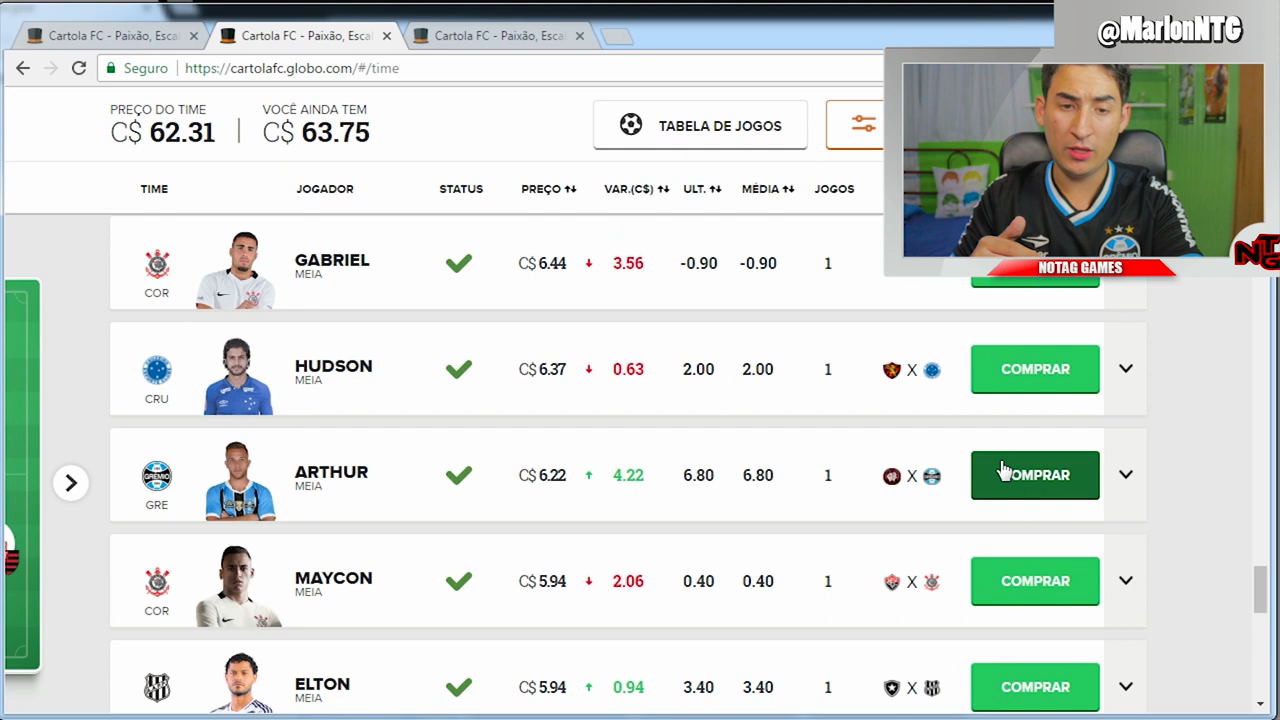 Cartola FC - Paixão, Escal
Cartola FC - Paixão, Escal
Cartola FC - Paixão, Escal
@MarlonNTG
Seguro
https://cartolafc.globo.com/#/time
PREÇO DO TIME
C$ 62.31
VOCÊ AINDA TEM
C$ 63.75
TABELA DE JOGOS
TIME JOGADOR STATUS PREÇO VAR.(C$) ULT. MÉDIA JOGOS
NOTAG GAMES
NTG
COR
GABRIEL
MEIA
C$ 6.44 3.56 -0.90 -0.90 1
CRU
HUDSON
MEIA
C$ 6.37 0.63 2.00 2.00 1 X COMPRAR
GRÊMIO
GRE
ARTHUR
MEIA
C$ 6.22 4.22 6.80 6.80 1 X COMPRAR
COR
MAYCON
MEIA
C$ 5.94 2.06 0.40 0.40 1 X COMPRAR
ELTON
MEIA
C$ 5.94 0.94 3.40 3.40 1 X COMPRAR